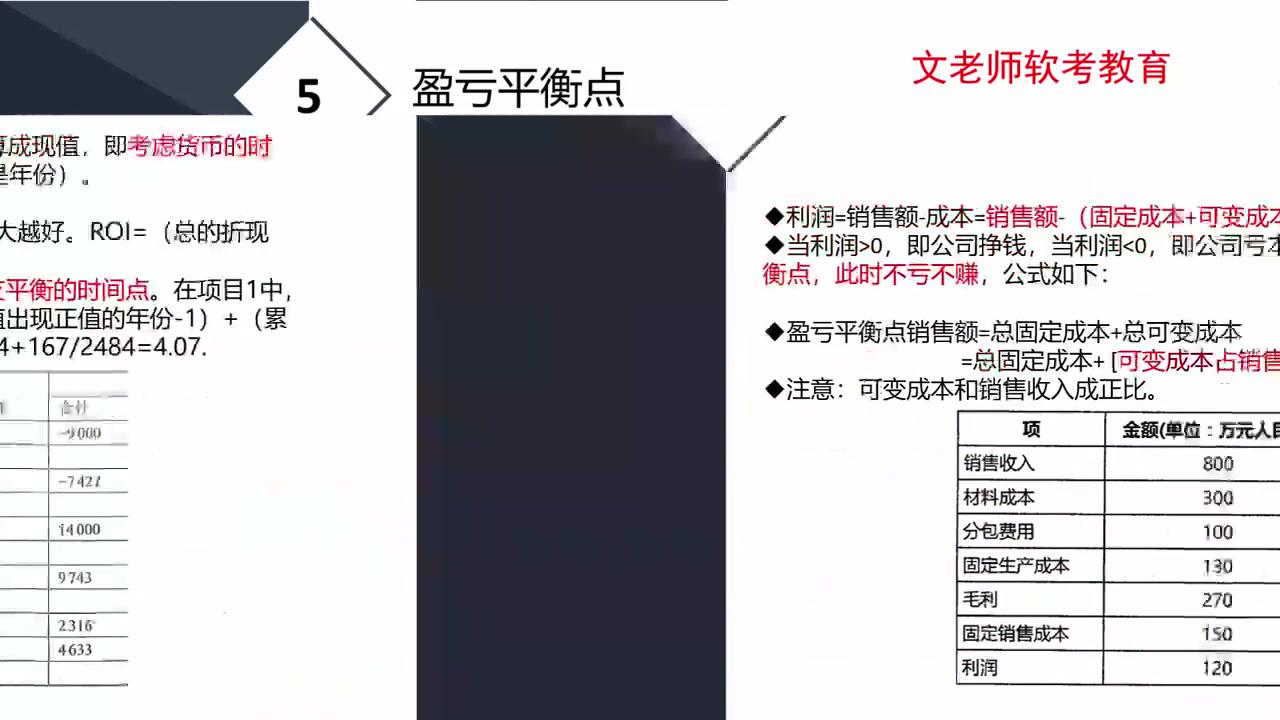 5
盈亏平衡点
文老师软考教育
算成现值，即考虑货币的时
是年份）。
大越好。ROI=（总的折现
平衡的时间点。在项目1中，
值出现正值的年份-1）+（累
4+167/2484=4.07.
合计
-9000
-7427
14000
9743
2316
4633
◆利润=销售额-成本=销售额-（固定成本+可变成本
◆当利润>0，即公司挣钱，当利润<0，即公司亏本
衡点，此时不亏不赚，公式如下：
◆盈亏平衡点销售额=总固定成本+总可变成本
=总固定成本+ [可变成本占销售
◆注意：可变成本和销售收入成正比。
项 金额(单位：万元人民
销售收入 800
材料成本 300
分包费用 100
固定生产成本 130
毛利 270
固定销售成本 150
利润 120